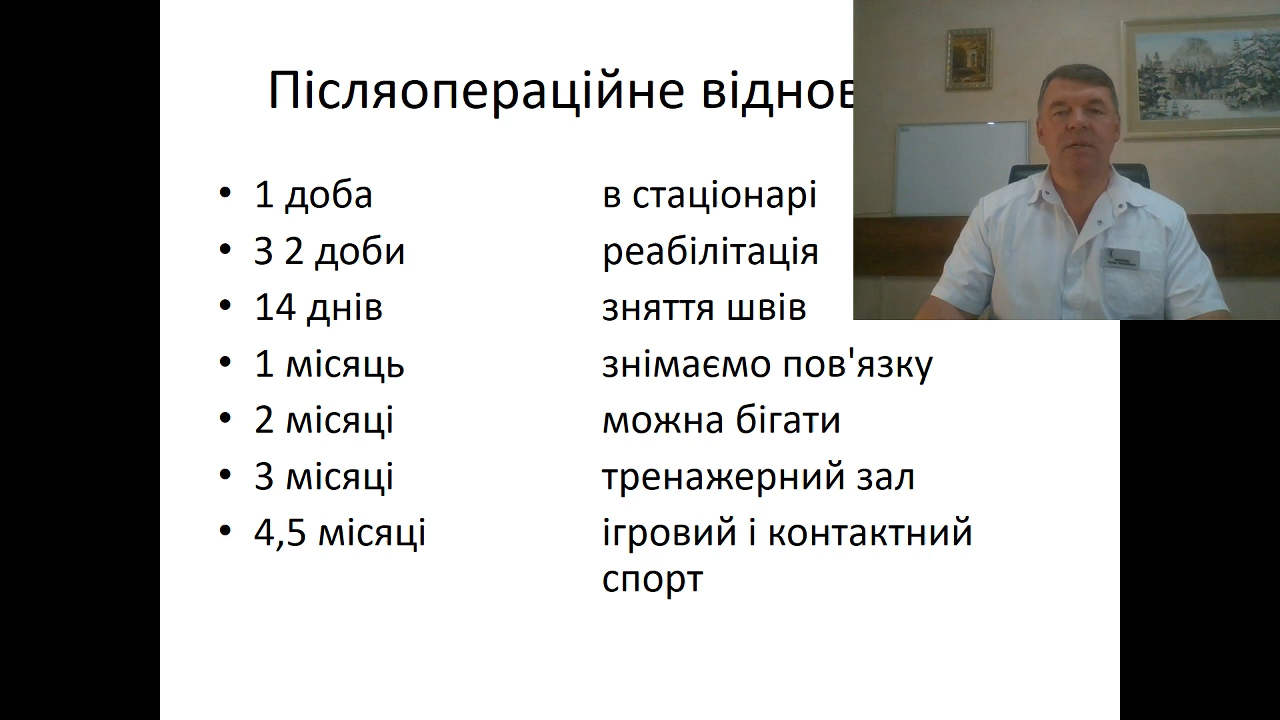 Післяопераційне віднов
• 1 доба в стаціонарі
• З 2 доби реабілітація
• 14 днів зняття швів
• 1 місяць знімаємо пов'язку
• 2 місяці можна бігати
• 3 місяці тренажерний зал
• 4,5 місяці ігровий і контактний
спорт